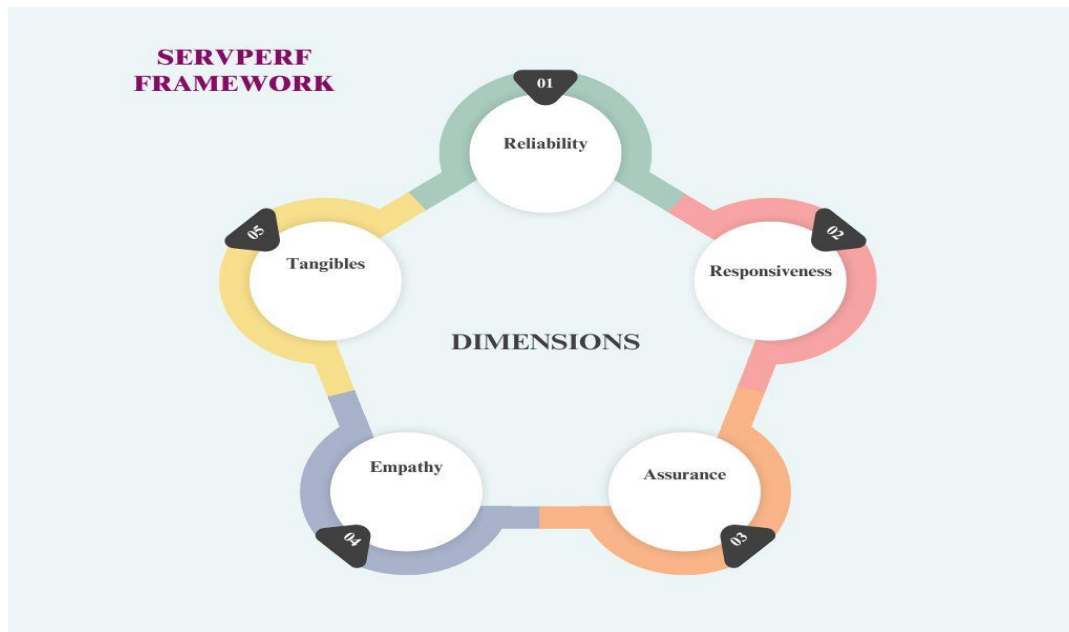 SERVPERF
FRAMEWORK
01
Reliability
02
Responsiveness
03
Assurance
04
Empathy
05
Tangibles
DIMENSIONS